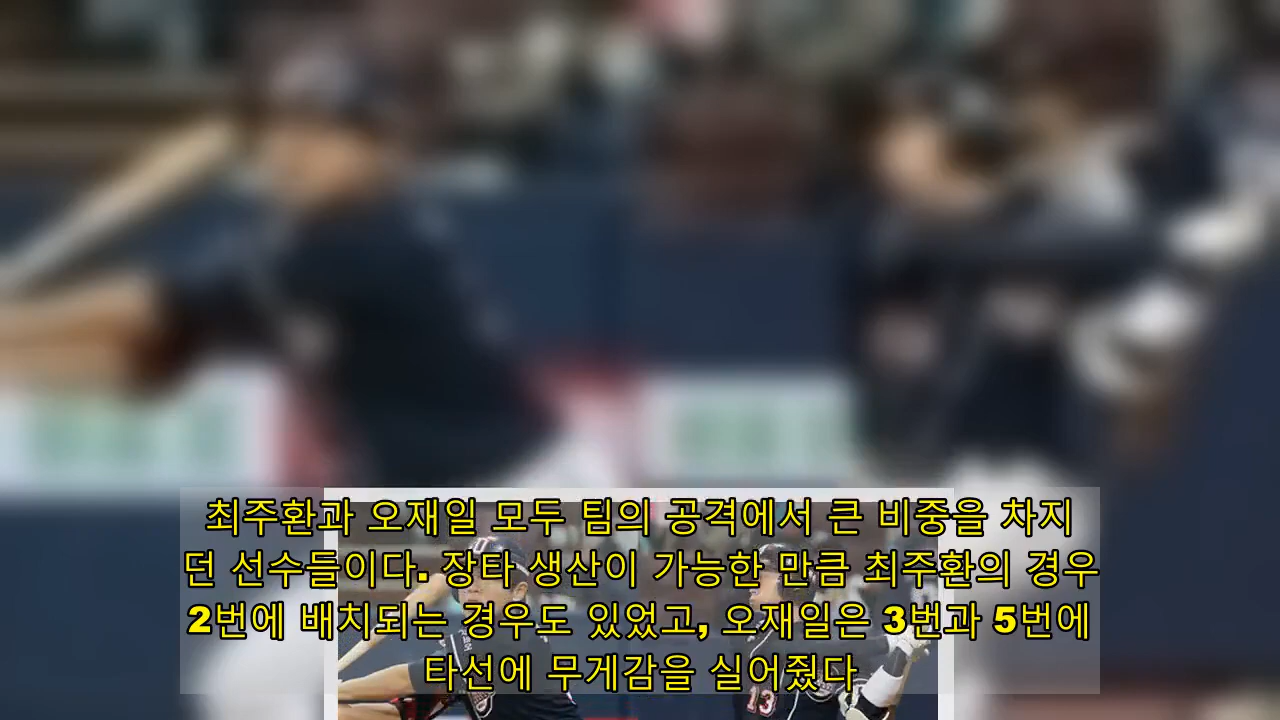 최주환과 오재일 모두 팀의 공격에서 큰 비중을 차지
던 선수들이다. 장타 생산이 가능한 만큼 최주환의 경우
2번에 배치되는 경우도 있었고, 오재일은 3번과 5번에
타선에 무게감을 실어줬다
13